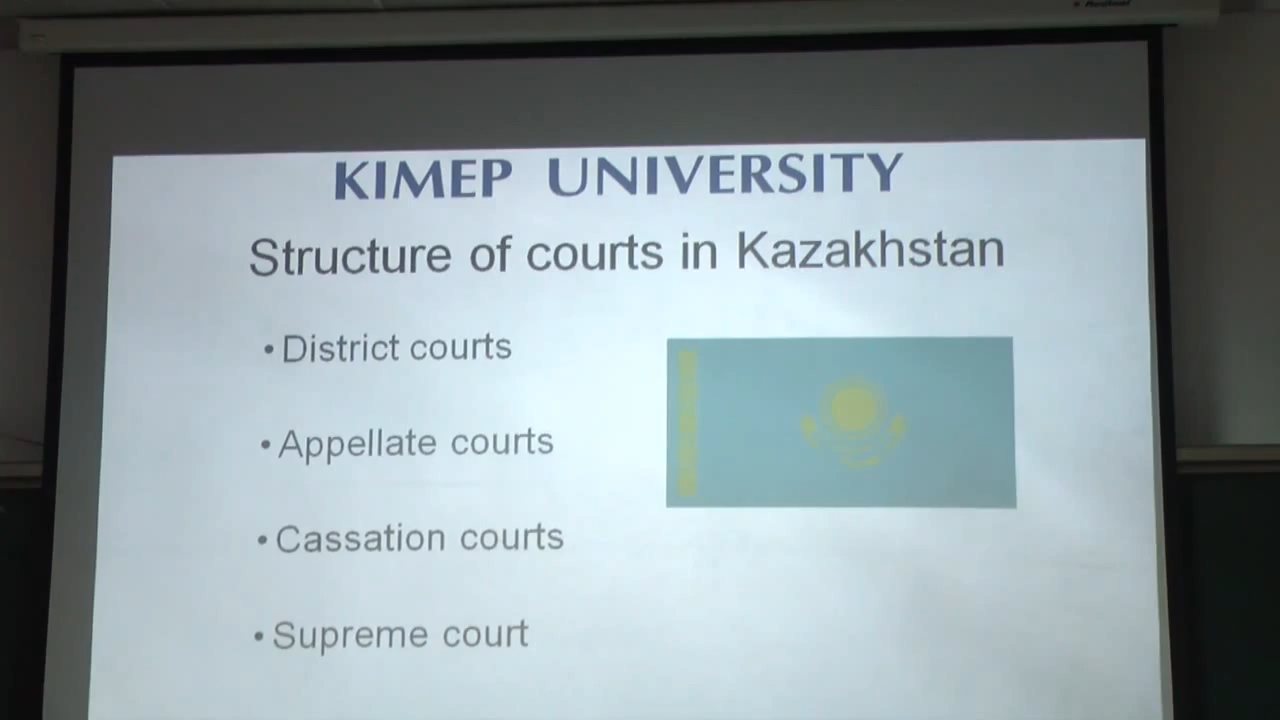 KIMEP UNIVERSITY
Structure of courts in Kazakhstan
• District courts
• Appellate courts
• Cassation courts
• Supreme court